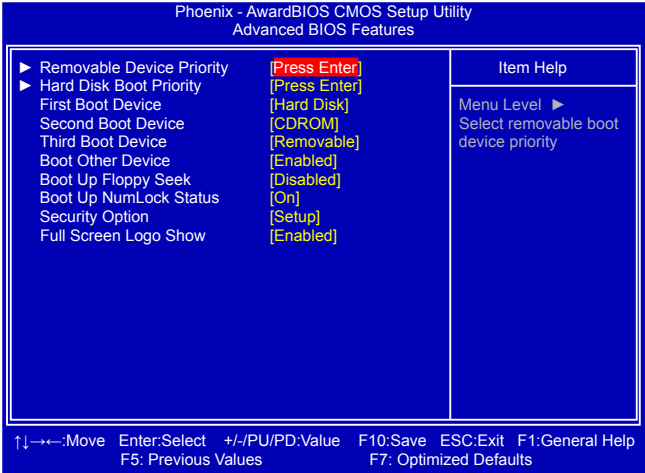 Phoenix - AwardBIOS CMOS Setup Utility
Advanced BIOS Features
► Removable Device Priority [Press Enter]
► Hard Disk Boot Priority [Press Enter]
First Boot Device [Hard Disk]
Second Boot Device [CDROM]
Third Boot Device [Removable]
Boot Other Device [Enabled]
Boot Up Floppy Seek [Disabled]
Boot Up NumLock Status [On]
Security Option [Setup]
Full Screen Logo Show [Enabled]
Item Help
Menu Level ►
Select removable boot
device priority
↑↓→←:Move Enter:Select +/-/PU/PD:Value F10:Save ESC:Exit F1:General Help
F5: Previous Values F7: Optimized Defaults